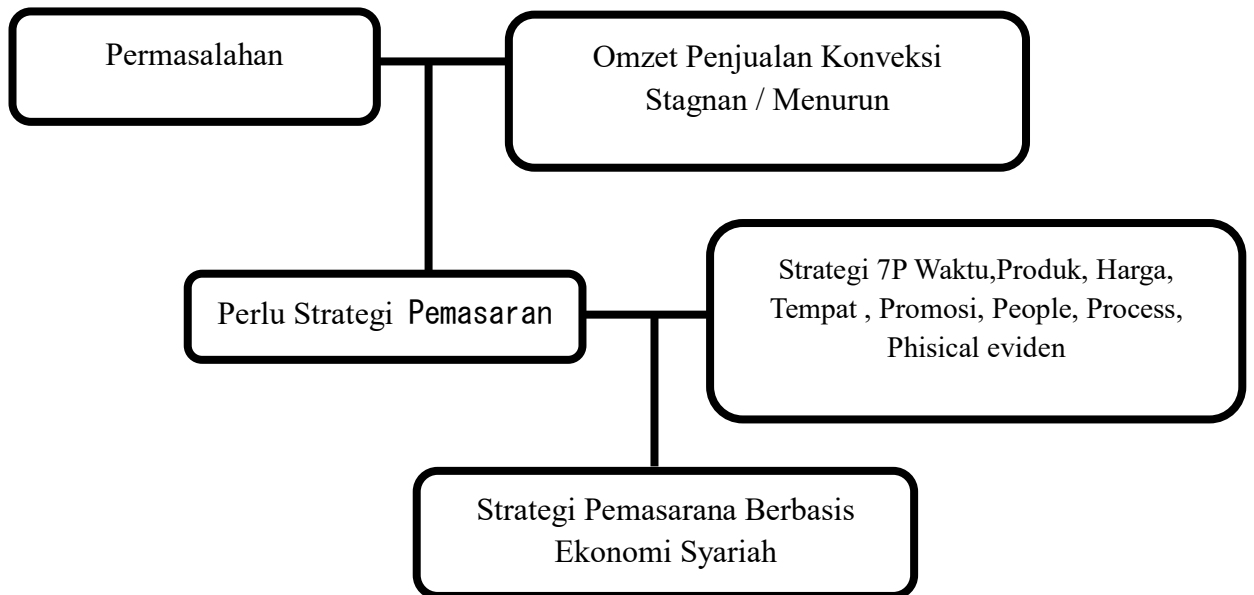 Permasalahan
Omzet Penjualan Konveksi
Stagnan / Menurun
Perlu Strategi Pemasaran
Strategi 7P Waktu,Produk, Harga,
Tempat , Promosi, People, Process,
Phisical eviden
Strategi Pemasarana Berbasis
Ekonomi Syariah